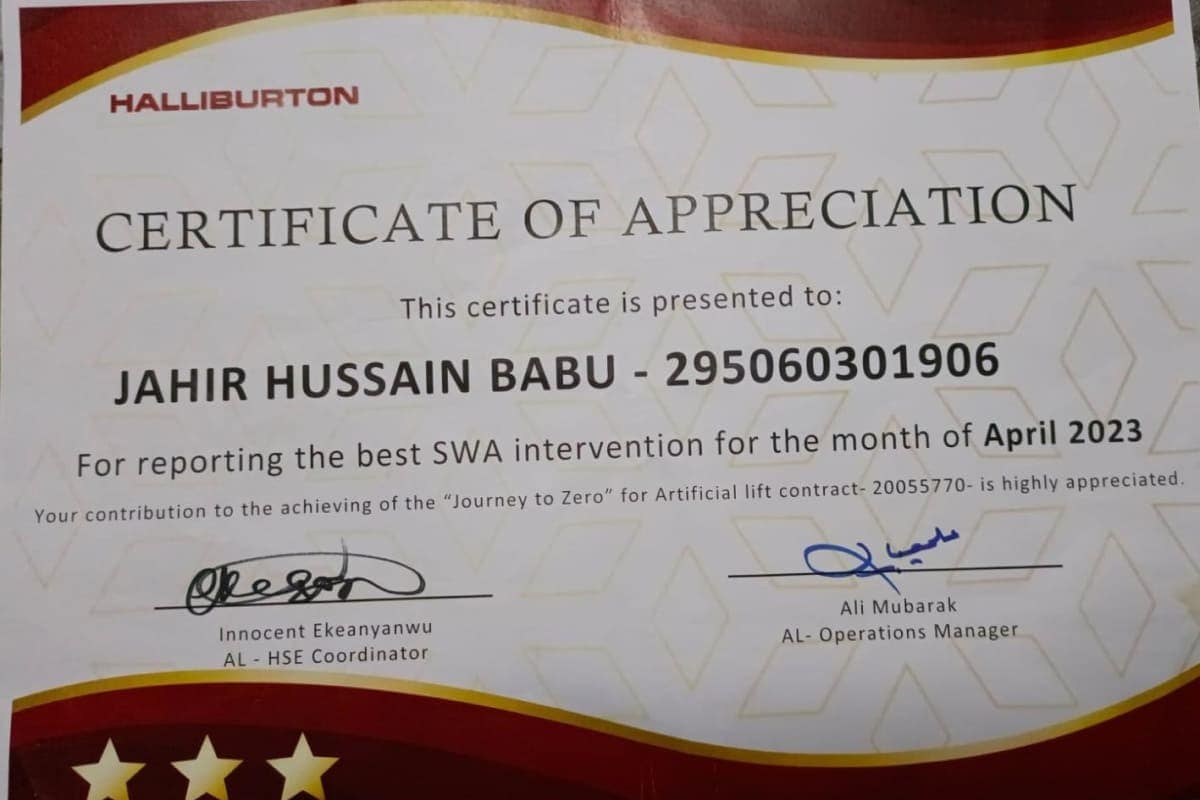 HALLIBURTON
CERTIFICATE OF APPRECIATION
This certificate is presented to:
JAHIR HUSSAIN BABU - 295060301906
For reporting the best SWA intervention for the month of April 2023
Your contribution to the achieving of the “Journey to Zero” for Artificial lift contract- 20055770- is highly appreciated.
Innocent Ekeanyanwu
AL - HSE Coordinator
Ali Mubarak
AL- Operations Manager